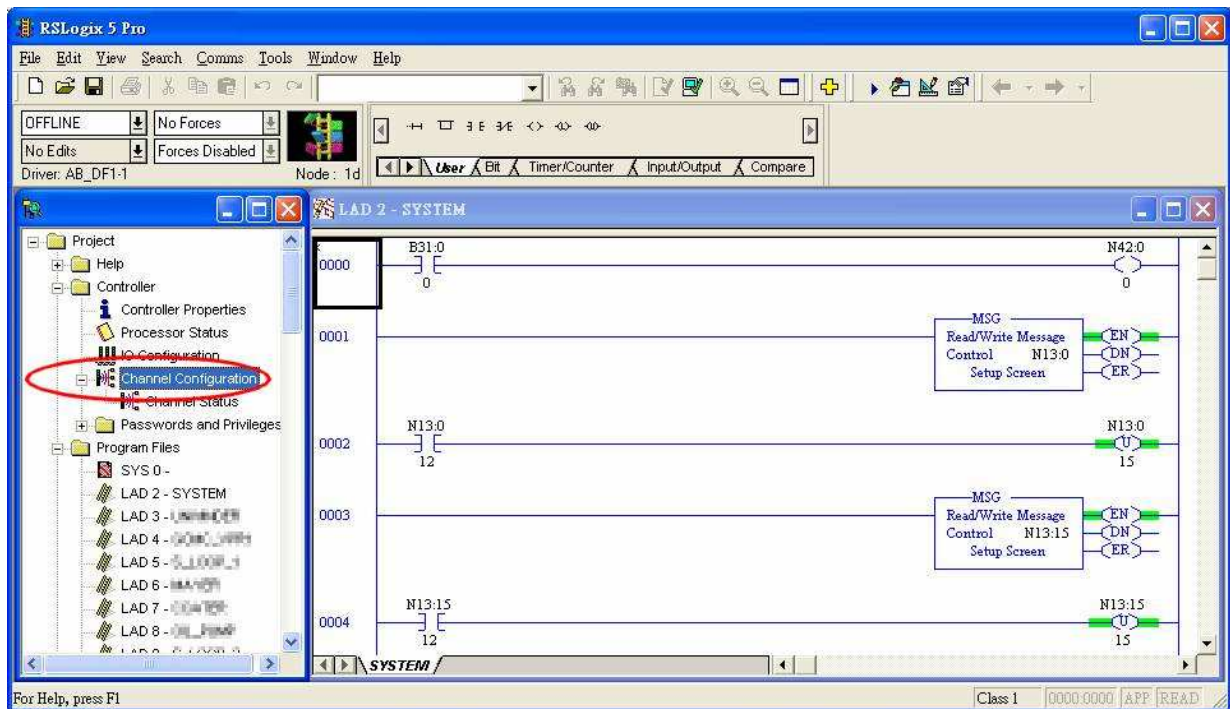 RSLogix 5 Pro
File Edit View Search Comms Tools Window Help
OFFLINE No Forces
No Edits Forces Disabled
Driver: AB_DF1-1 Node : 1d
User Bit Timer/Counter Input/Output Compare
Project
Help
Controller
Controller Properties
Processor Status
IO Configuration
Channel Configuration
Channel Status
Passwords and Privileges
Program Files
SYS 0 -
LAD 2 - SYSTEM
LAD 3 -
LAD 4 -
LAD 5 -
LAD 6 -
LAD 7 -
LAD 8 -
LAD 2 - SYSTEM
0000
B31:0
0
N42:0
0
0001
MSG
Read/Write Message
Control N13:0
Setup Screen
EN
DN
ER
0002
N13:0
12
N13:0
U
15
0003
MSG
Read/Write Message
Control N13:15
Setup Screen
EN
DN
ER
0004
N13:15
12
N13:15
U
15
SYSTEM
For Help, press F1
Class 1 0000:0000 APP READ